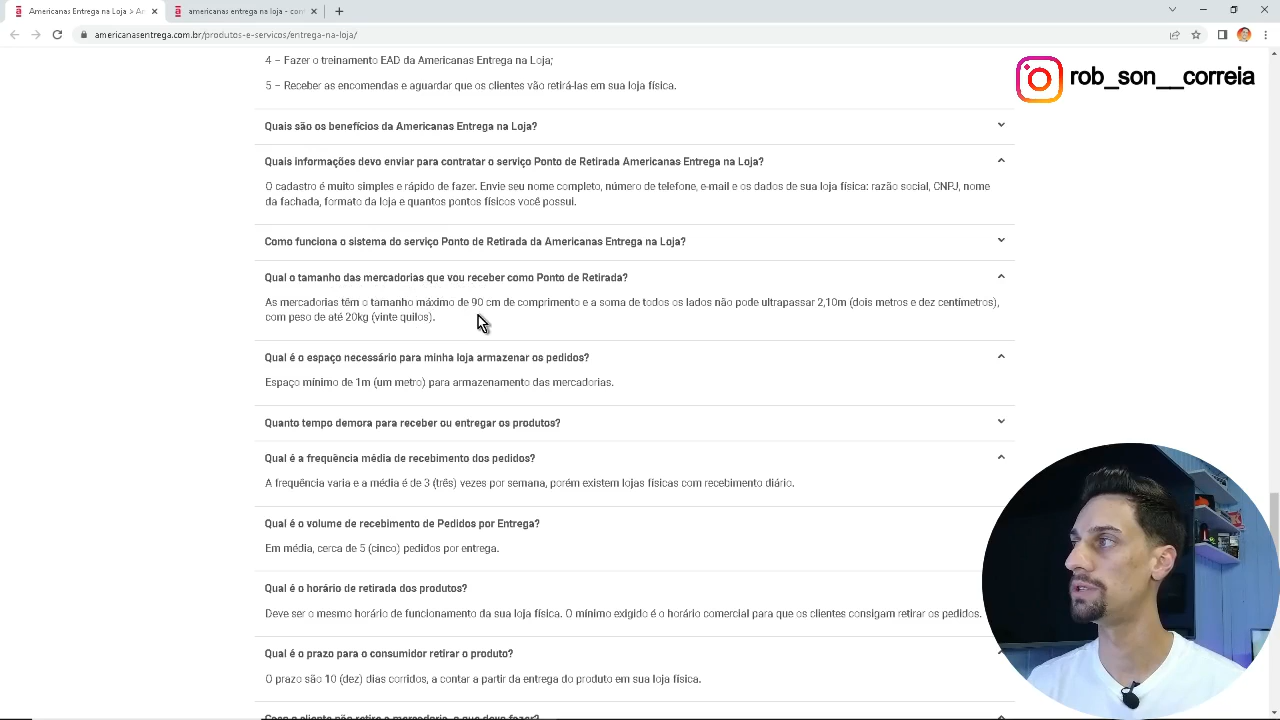 Americanas Entrega na Loja > Am
americanas entrega na loja - con
americanasentrega.com.br/produtos-e-servicos/entrega-na-loja/
rob_son__correia
4 – Fazer o treinamento EAD da Americanas Entrega na Loja;
5 – Receber as encomendas e aguardar que os clientes vão retirá-las em sua loja física.
Quais são os benefícios da Americanas Entrega na Loja?
Quais informações devo enviar para contratar o serviço Ponto de Retirada Americanas Entrega na Loja?
O cadastro é muito simples e rápido de fazer. Envie seu nome completo, número de telefone, e-mail e os dados de sua loja física: razão social, CNPJ, nome
da fachada, formato da loja e quantos pontos físicos você possui.
Como funciona o sistema do serviço Ponto de Retirada da Americanas Entrega na Loja?
Qual o tamanho das mercadorias que vou receber como Ponto de Retirada?
As mercadorias têm o tamanho máximo de 90 cm de comprimento e a soma de todos os lados não pode ultrapassar 2,10m (dois metros e dez centímetros),
com peso de até 20kg (vinte quilos).
Qual é o espaço necessário para minha loja armazenar os pedidos?
Espaço mínimo de 1m (um metro) para armazenamento das mercadorias.
Quanto tempo demora para receber ou entregar os produtos?
Qual é a frequência média de recebimento dos pedidos?
A frequência varia e a média é de 3 (três) vezes por semana, porém existem lojas físicas com recebimento diário.
Qual é o volume de recebimento de Pedidos por Entrega?
Em média, cerca de 5 (cinco) pedidos por entrega.
Qual é o horário de retirada dos produtos?
Deve ser o mesmo horário de funcionamento da sua loja física. O mínimo exigido é o horário comercial para que os clientes consigam retirar os pedidos.
Qual é o prazo para o consumidor retirar o produto?
O prazo são 10 (dez) dias corridos, a contar a partir da entrega do produto em sua loja física.
Caso o cliente não retire a mercadoria, o que devo fazer?